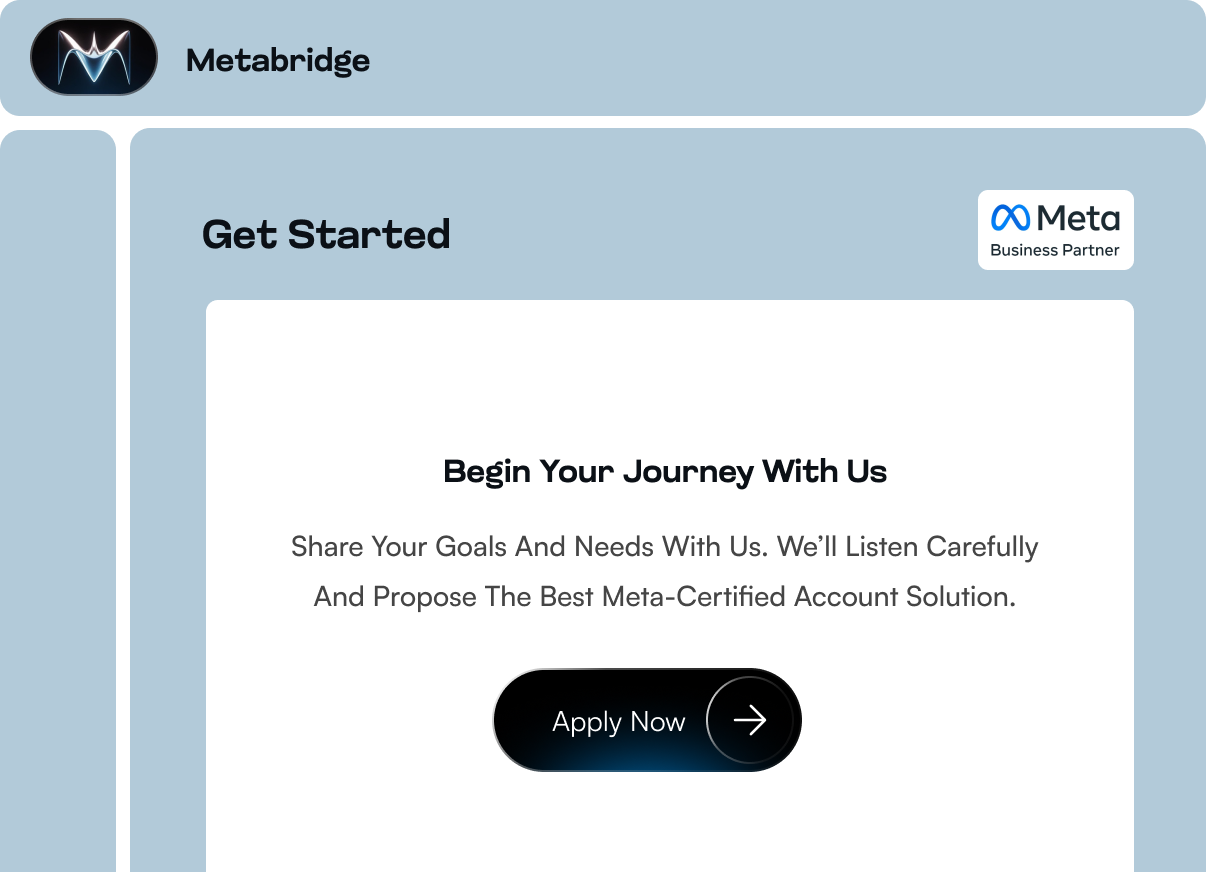 Metabridge
Get Started
Meta
Business Partner
Begin Your Journey With Us
Share Your Goals And Needs With Us. We’ll Listen Carefully
And Propose The Best Meta-Certified Account Solution.
Apply Now